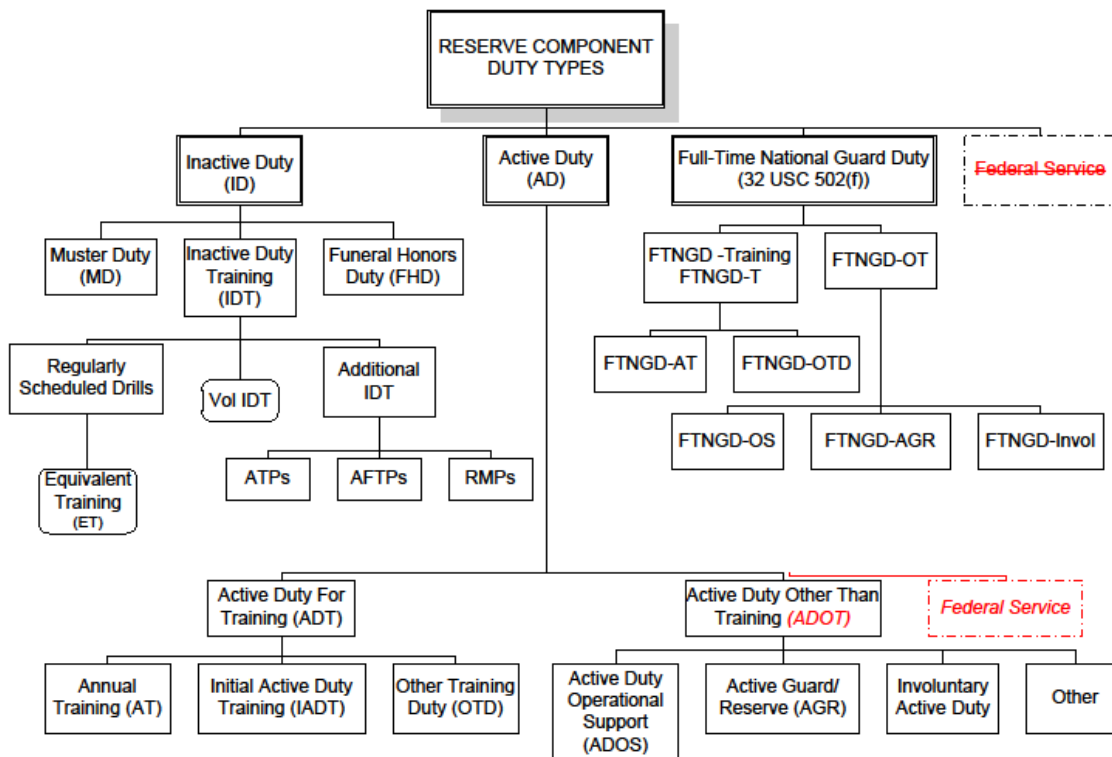 RESERVE COMPONENT
DUTY TYPES
Inactive Duty
(ID)
Active Duty
(AD)
Full-Time National Guard Duty
(32 USC 502(f))
Federal Service
Muster Duty
(MD)
Inactive Duty
Training
(IDT)
Funeral Honors
Duty (FHD)
FTNGD -Training
FTNGD-T
FTNGD-OT
Regularly
Scheduled Drills
Vol IDT
Additional
IDT
FTNGD-AT
FTNGD-OTD
FTNGD-OS
FTNGD-AGR
FTNGD-Invol
Equivalent
Training
(ET)
ATPs
AFTPs
RMPs
Active Duty For
Training (ADT)
Active Duty Other Than
Training (ADOT)
Federal Service
Annual
Training (AT)
Initial Active Duty
Training (IADT)
Other Training
Duty (OTD)
Active Duty
Operational
Support
(ADOS)
Active Guard/
Reserve (AGR)
Involuntary
Active Duty
Other